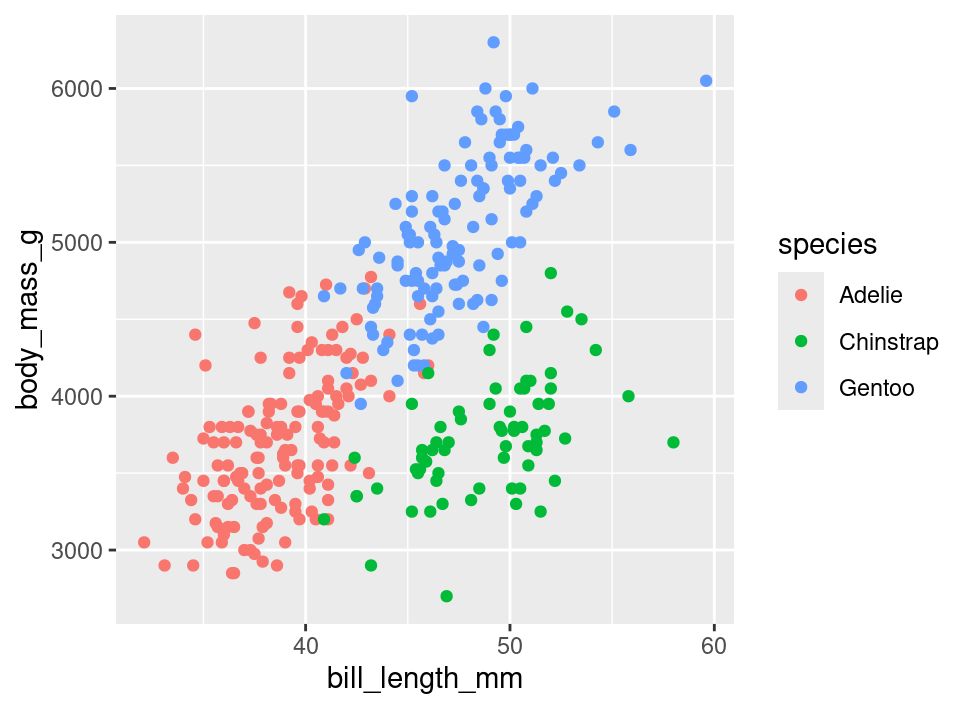 6000
5000
4000
3000
body_mass_g
40 50 60
bill_length_mm
species
Adelie
Chinstrap
Gentoo